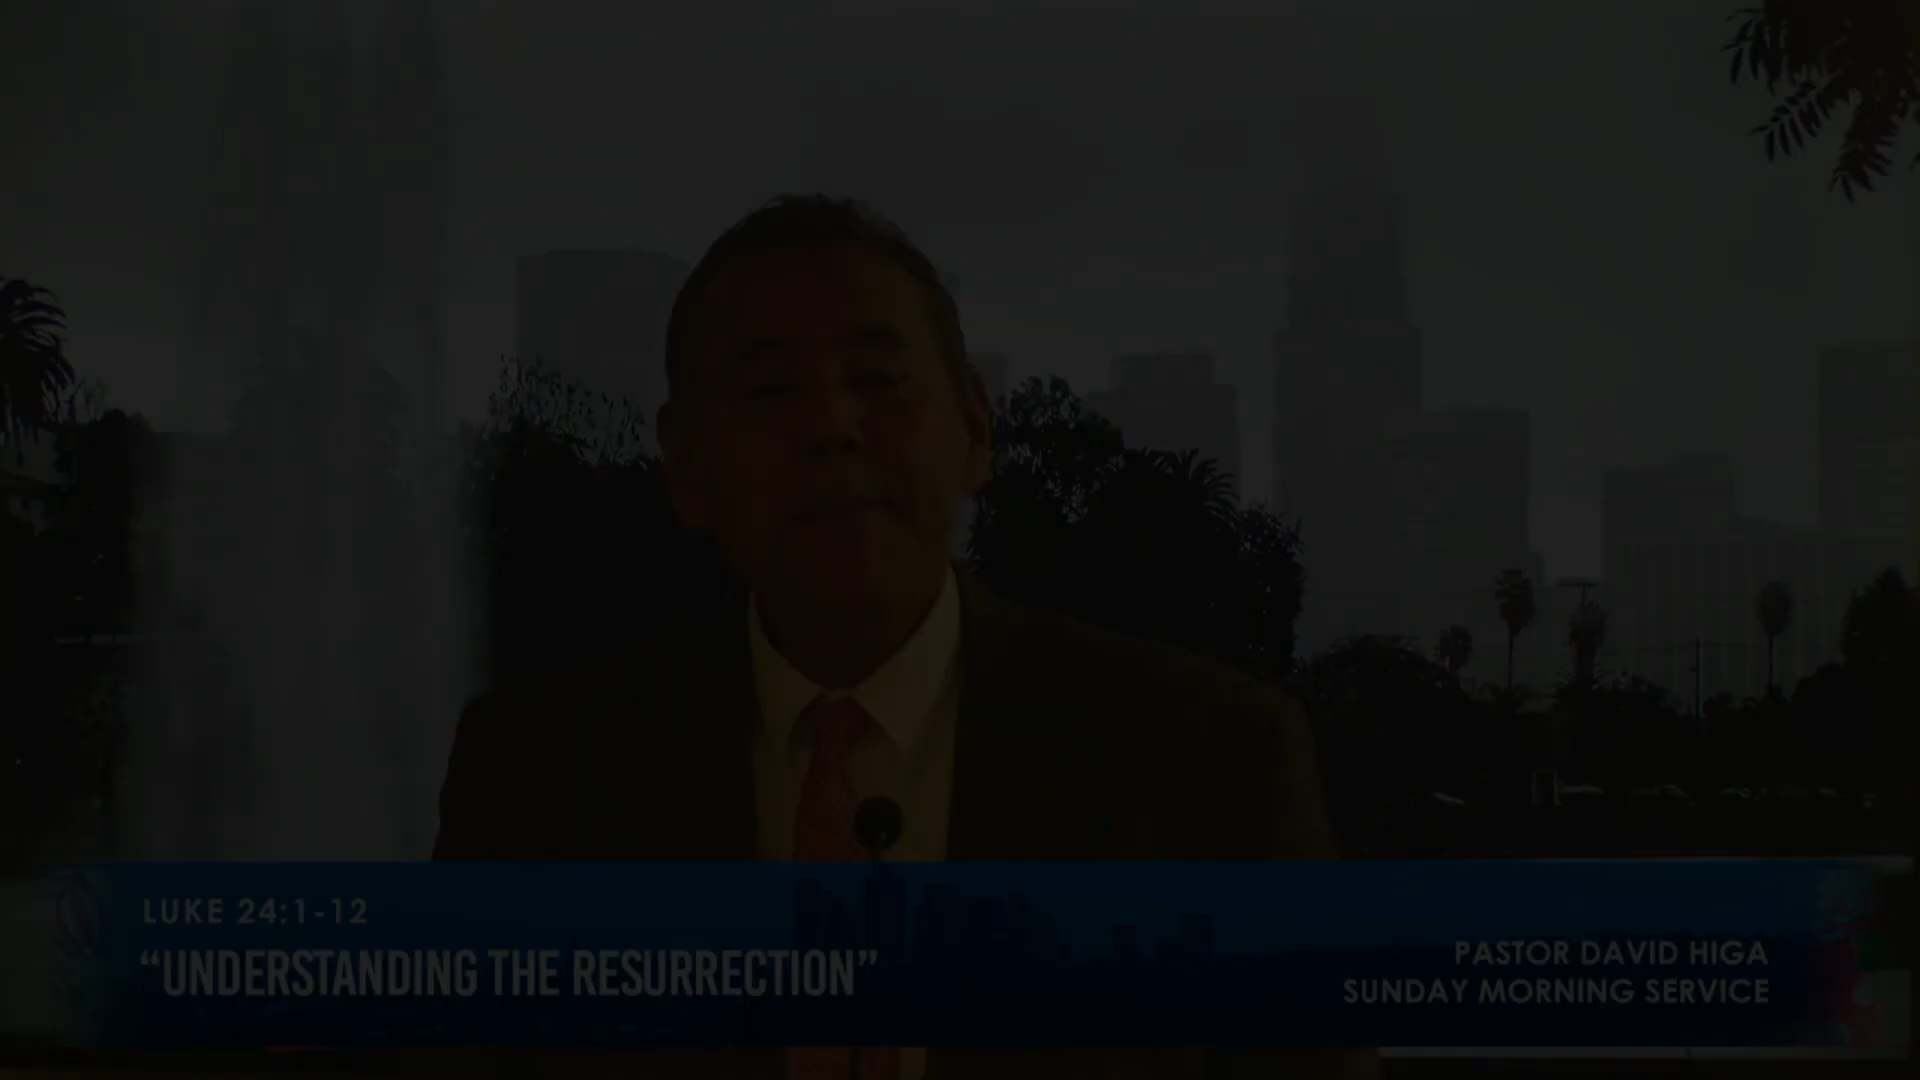 LUKE 24:1-12
“UNDERSTANDING THE RESURRECTION”
PASTOR DAVID HIGA
SUNDAY MORNING SERVICE